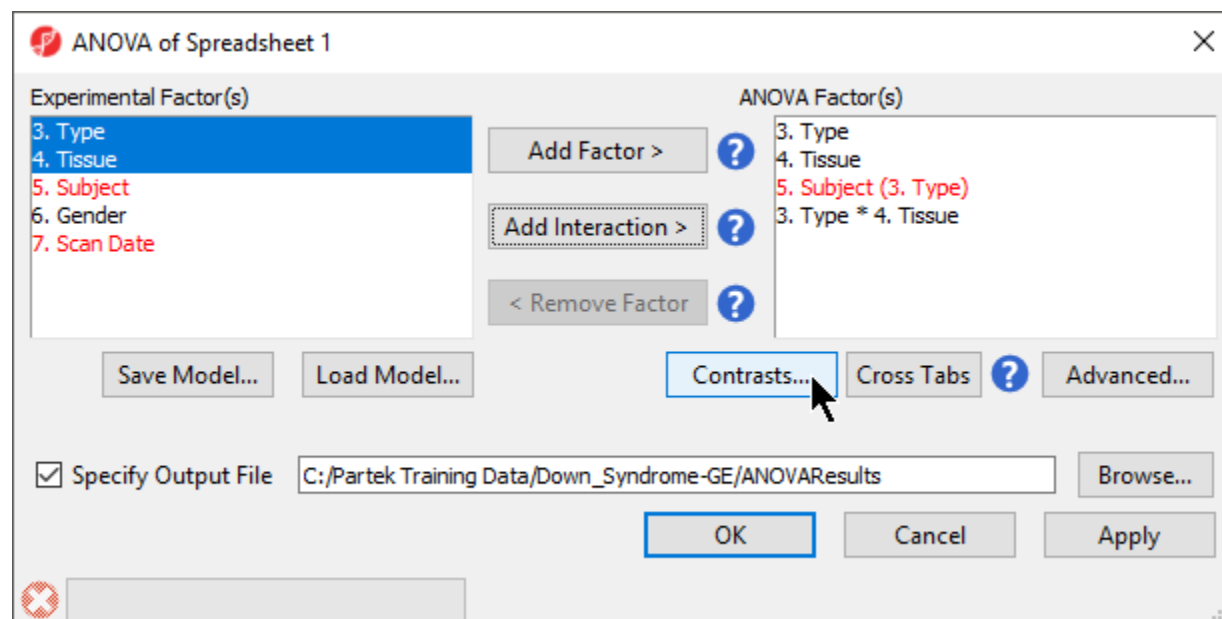 ANOVA of Spreadsheet 1
Experimental Factor(s)
ANOVA Factor(s)
3. Type
4. Tissue
5. Subject
6. Gender
7. Scan Date
Add Factor >
?
Add Interaction >
?
< Remove Factor
?
3. Type
4. Tissue
5. Subject (3. Type)
3. Type * 4. Tissue
Save Model...
Load Model...
Contrasts...
Cross Tabs
?
Advanced...
Specify Output File
C:/Partek Training Data/Down_Syndrome-GE/ANOVAResults
Browse...
OK
Cancel
Apply